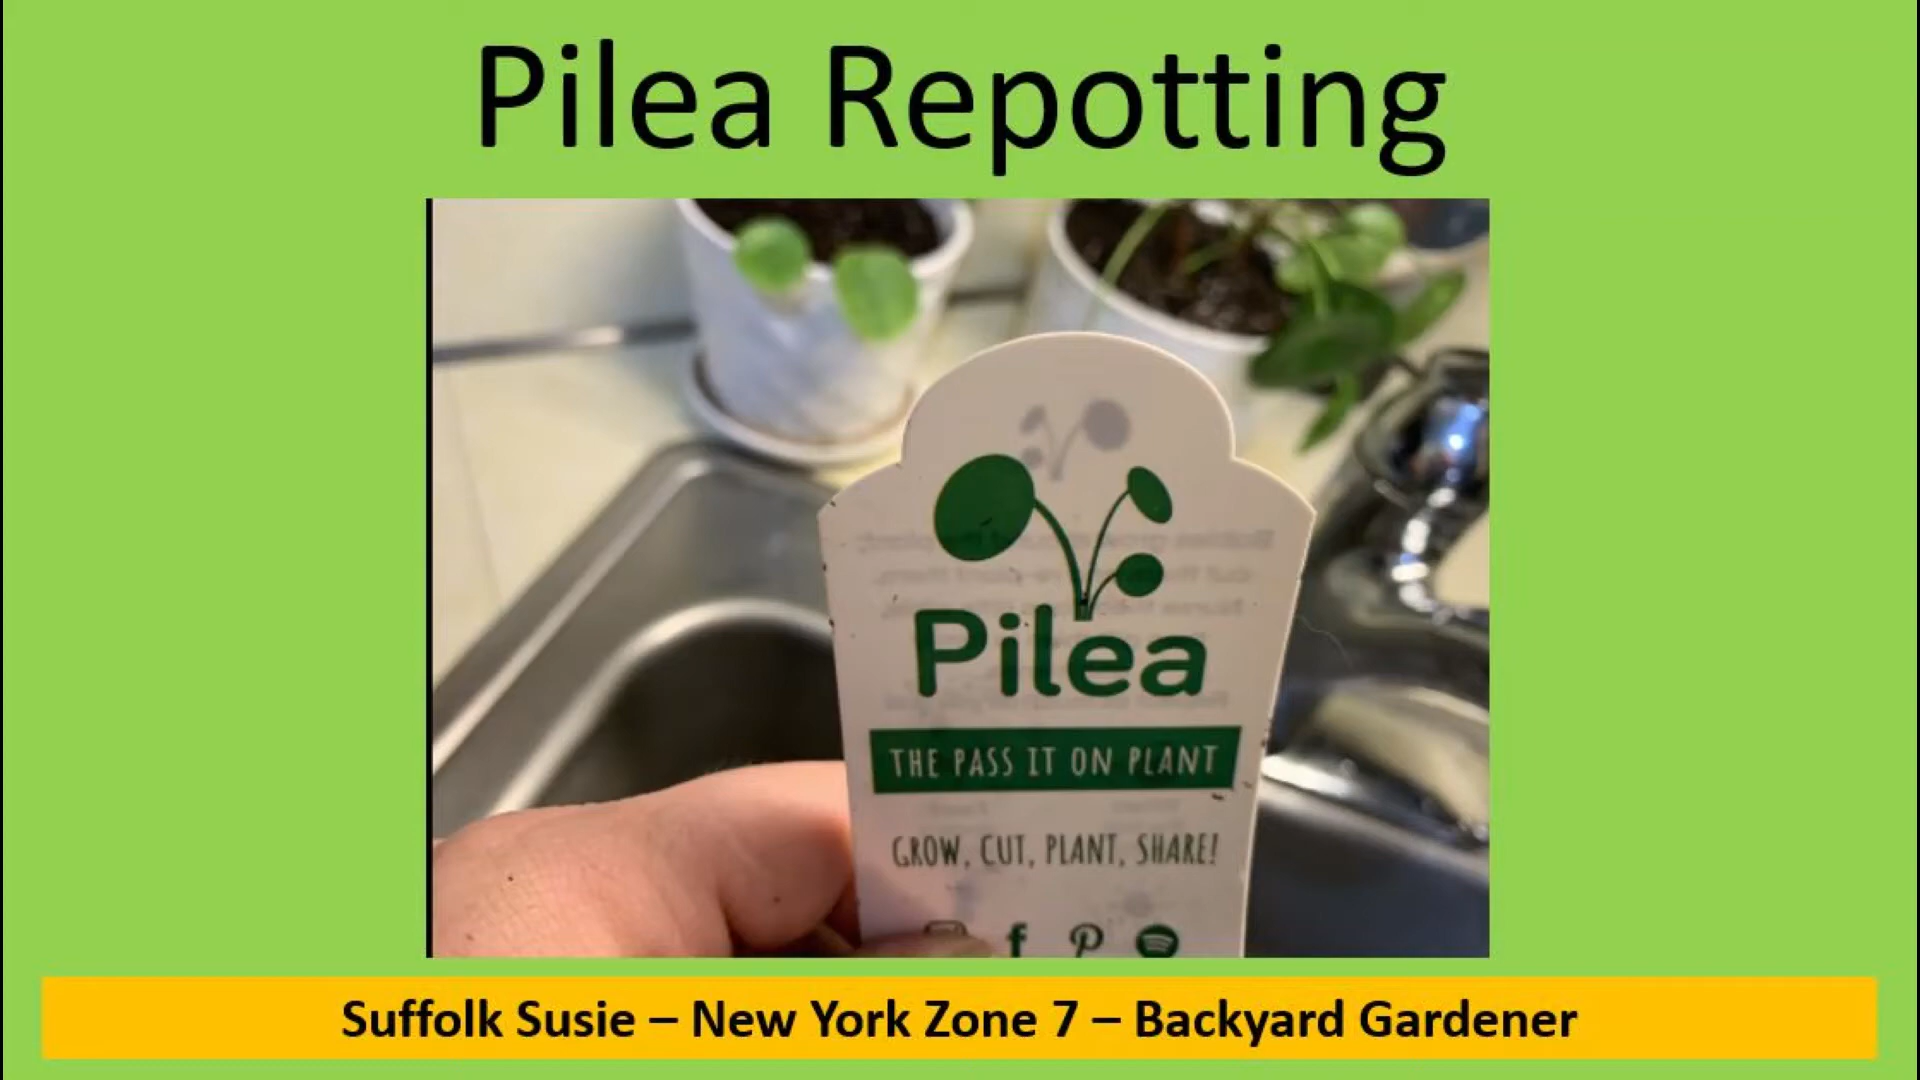 Pilea Repotting
Pilea
THE PASS IT ON PLANT
GROW, CUT, PLANT, SHARE!
Suffolk Susie – New York Zone 7 – Backyard Gardener